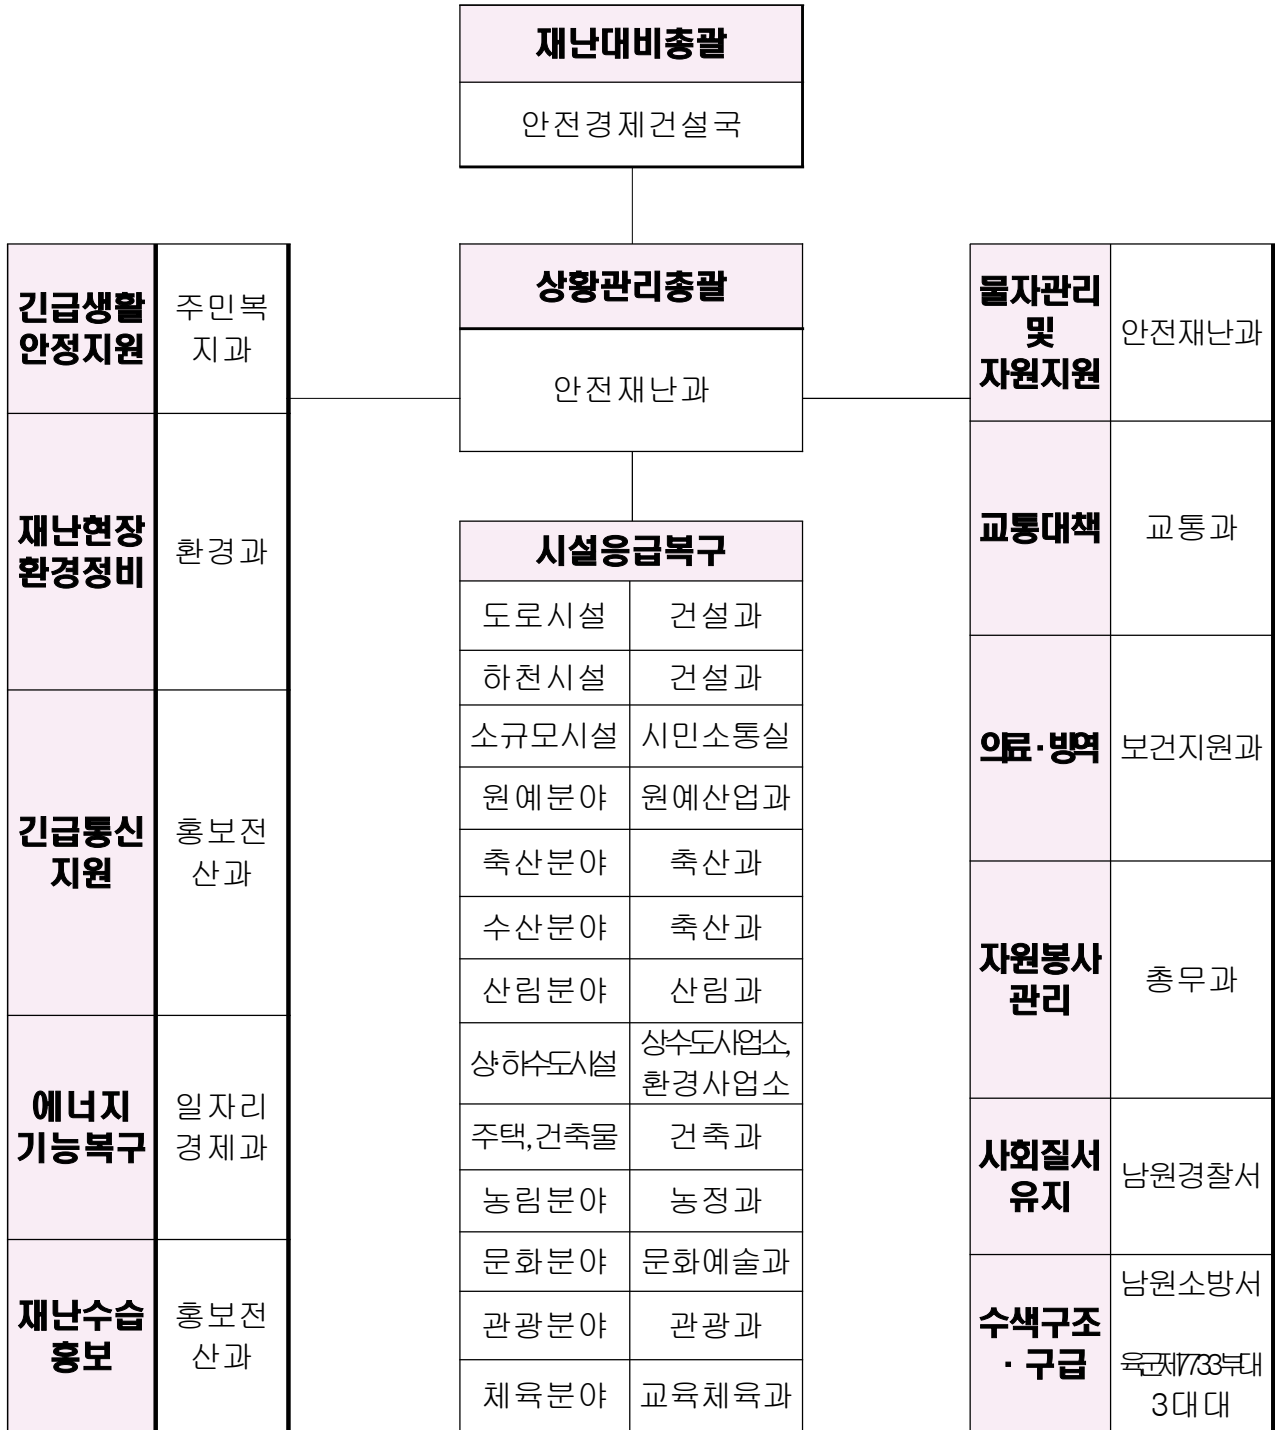 재난대비총괄
안전경제건설국
상황관리총괄
안전재난과
긴급생활
안정지원
주민복
지과
재난현장
환경정비
환경과
긴급통신
지원
홍보전
산과
에너지
기능복구
일자리
경제과
재난수습
홍보
홍보전
산과
시설응급복구
도로시설 건설과
하천시설 건설과
소규모시설 시민소통실
원예분야 원예산업과
축산분야 축산과
수산분야 축산과
산림분야 산림과
상·하수도시설
상수도사업소,
환경사업소
주택,건축물 건축과
농림분야 농정과
문화분야 문화예술과
관광분야 관광과
체육분야 교육체육과
물자관리
및
자원지원
안전재난과
교통대책
교통과
의료·방역
보건지원과
자원봉사
관리
총무과
사회질서
유지
남원경찰서
수색구조
·구급
남원소방서
육군제7733부대
3대대